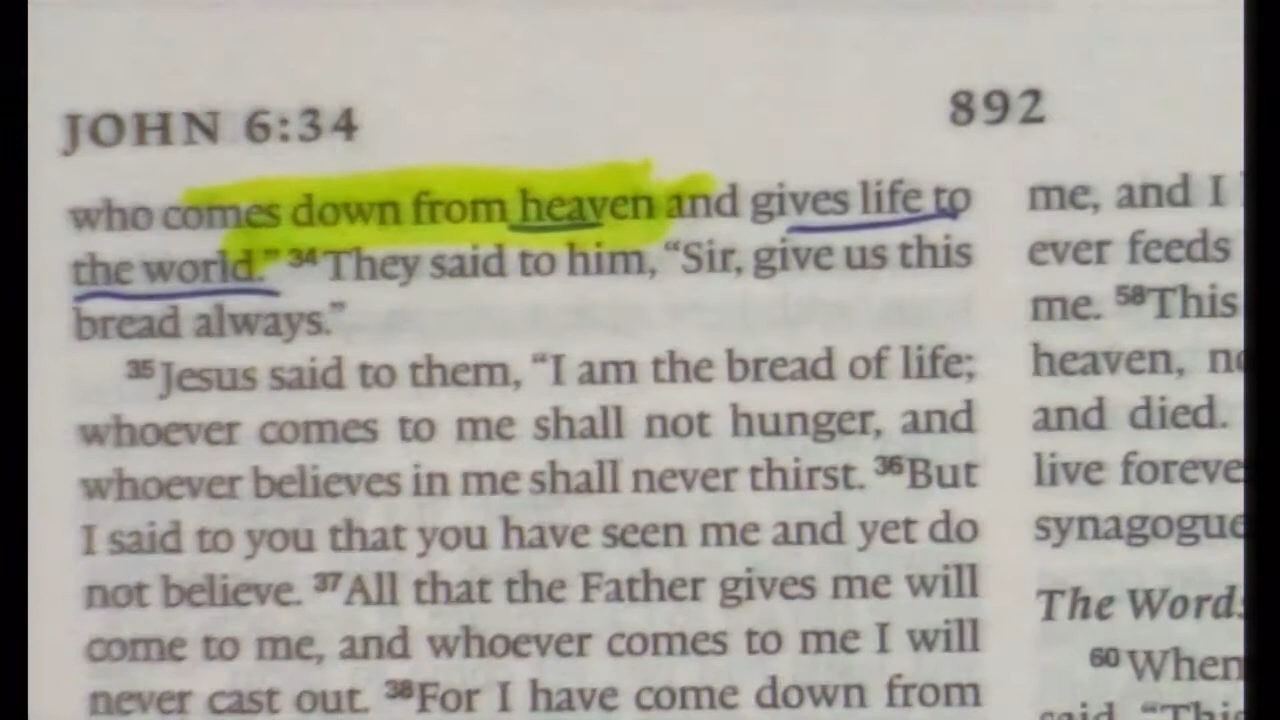 JOHN 6:34
892
who comes down from heaven and gives life to
the world.” ³⁴They said to him, “Sir, give us this
bread always.”
³⁵Jesus said to them, “I am the bread of life;
whoever comes to me shall not hunger, and
whoever believes in me shall never thirst. ³⁶But
I said to you that you have seen me and yet do
not believe. ³⁷All that the Father gives me will
come to me, and whoever comes to me I will
never cast out. ³⁸For I have come down from
me, and I
ever feeds
me. ⁵⁸This
heaven,
and died.
live
synagogue
The
⁶⁰When
said, “This